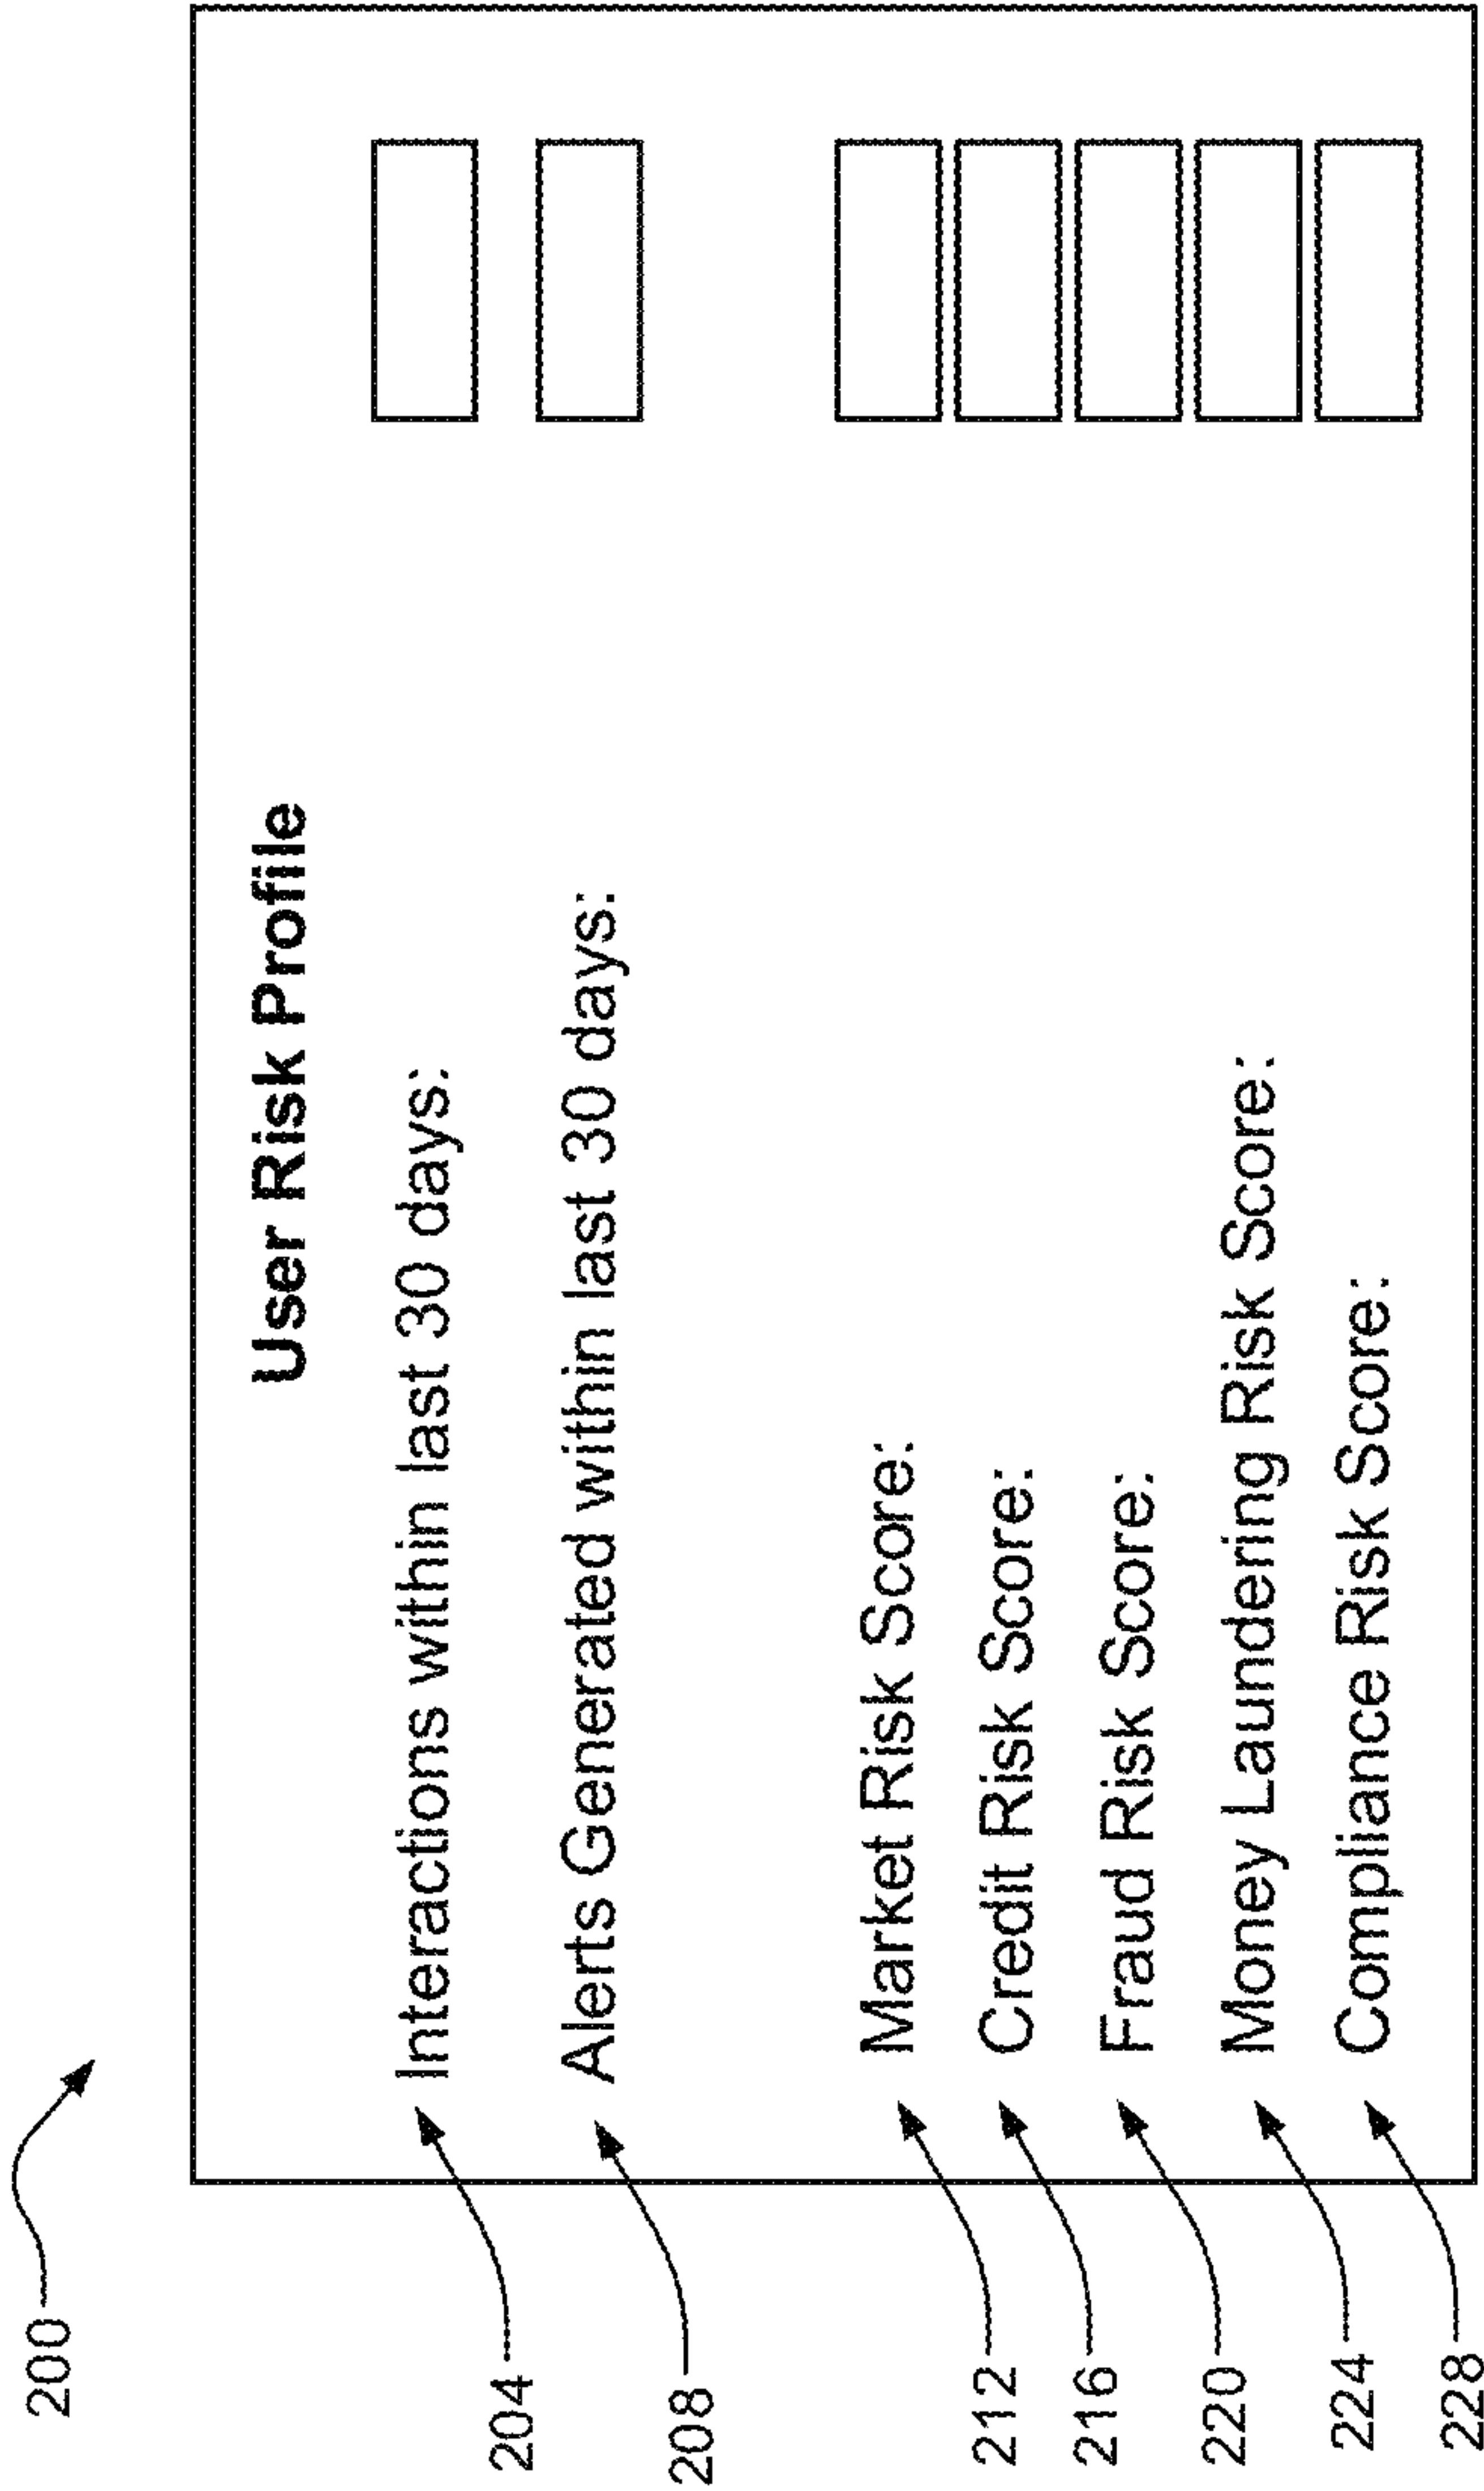 200
User Risk Profile
204 Interactions within last 30 days:
208 Alerts Generated within last 30 days:
212 Market Risk Score:
216 Credit Risk Score:
220 Fraud Risk Score:
224 Money Laundering Risk Score:
228 Compliance Risk Score: